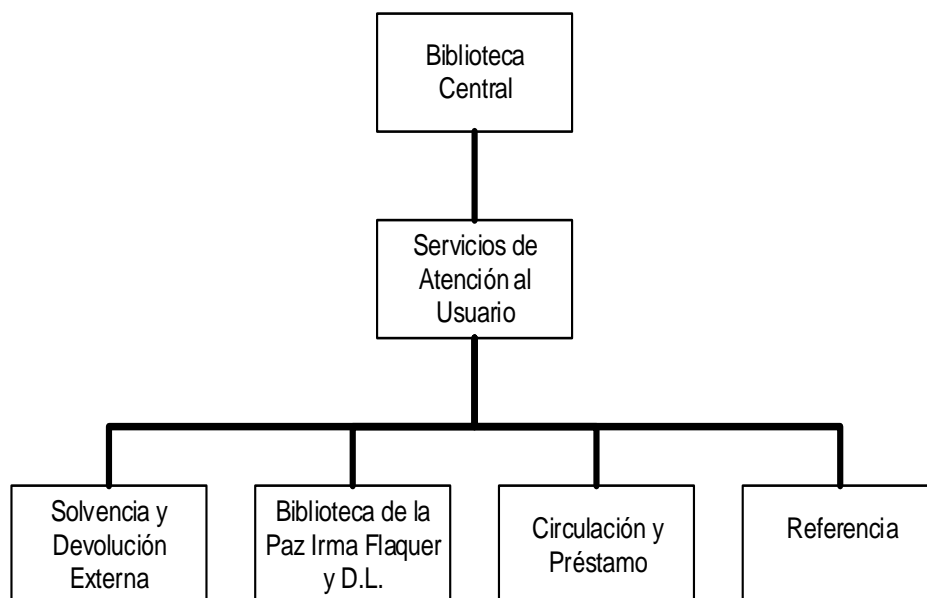 Biblioteca
Central
Servicios de
Atención al
Usuario
Solvencia y
Devolución
Externa
Biblioteca de la
Paz Irma Flaquer
y D.L.
Circulación y
Préstamo
Referencia